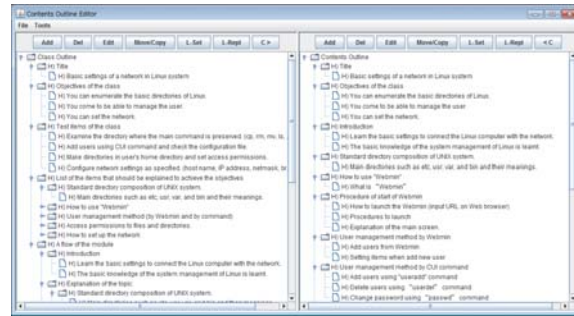 Contents Outline Editor
File Tools
Add Del Edit Move/Copy L-Set L-Repl C >
Class Outline
H) Title
H) Basic settings of a network in Linux system
H) Objectives of the class
H) You can enumerate the basic directories of Linux.
H) You come to be able to manage the user.
H) You can set the network.
H) Test items of the class
H) Examine the directory where the main command is preserved. (cp, rm, mv, ls,
H) Add users using CUI command and check the configuration file.
H) Make directories in user's home directory and set access permissions.
H) Configure network settings as specified. (host name, IP address, netmask, br
H) List of the items that should be explained to achieve the objectives
H) Standard directory composition of UNIX system.
H) Main directories such as etc, usr, var, and bin and their meanings.
H) How to use "Webmin"
H) User management method (by Webmin and by command)
H) Access permissions to files and directories.
H) How to set up the network.
H) A flow of the module
H) Introduction
H) Learn the basic settings to connect the Linux computer with the network.
H) The basic knowledge of the system management of Linux is learnt.
H) Explanation of the topic
H) Standard directory composition of UNIX system.
Add Del Edit Move/Copy L-Set L-Repl < C
Contents Outline
H) Title
H) Basic settings of a network in Linux system
H) Objectives of the class
H) You can enumerate the basic directories of Linux.
H) You come to be able to manage the user.
H) You can set the network.
H) Introduction
H) Learn the basic settings to connect the Linux computer with the network.
H) The basic knowledge of the system management of Linux is learnt.
H) Standard directory composition of UNIX system.
H) Main directories such as etc, usr, var, and bin and their meanings.
H) How to use "Webmin"
H) What is "Webmin"
H) Procedure of start of Webmin
H) How to launch the Webmin (input URL on Web browser)
H) Procedures to launch
H) Explanation of the main screen.
H) User management method by Webmin
H) Add users from Webmin
H) Setting items when add new user
H) User management method by CUI command
H) Add users using "useradd" command
H) Delete users using "userdel" command
H) Change password using "passwd" command